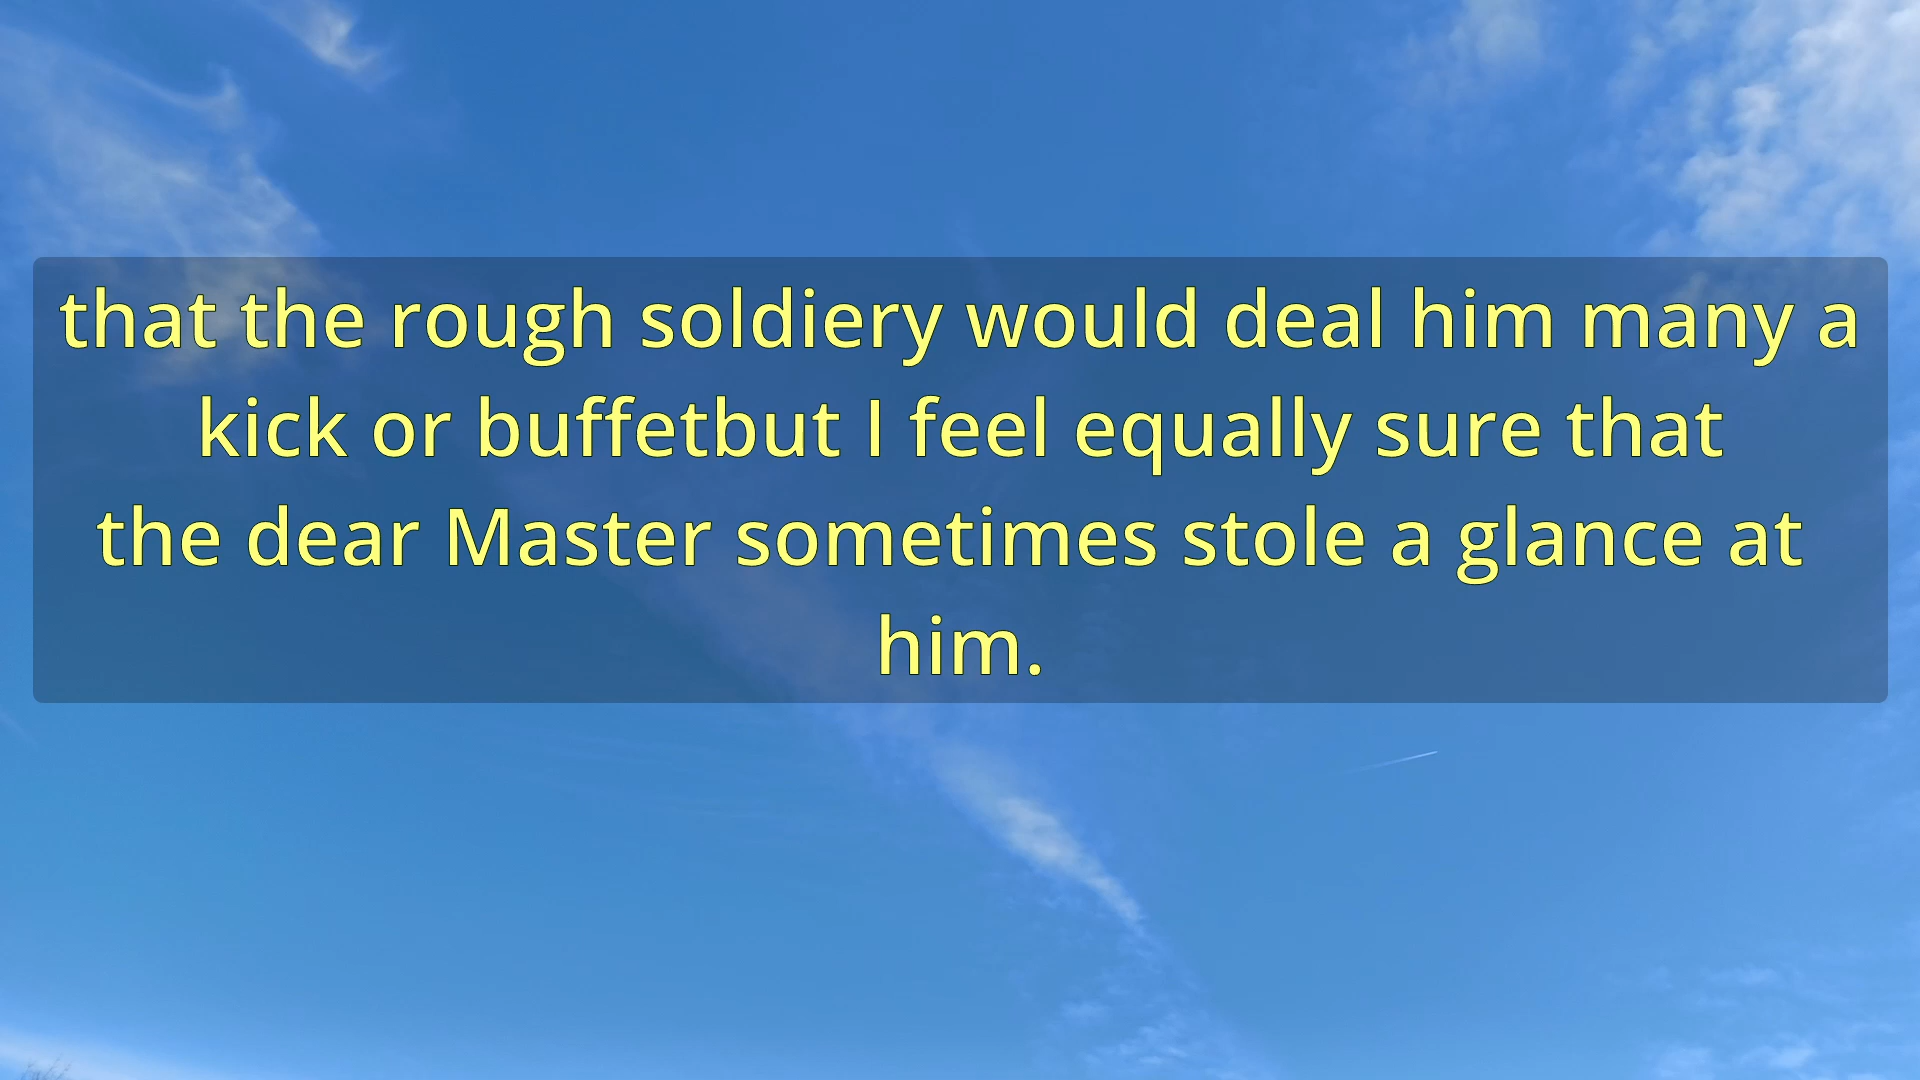 that the rough soldiery would deal him many a
kick or buffetbut I feel equally sure that
the dear Master sometimes stole a glance at
him.